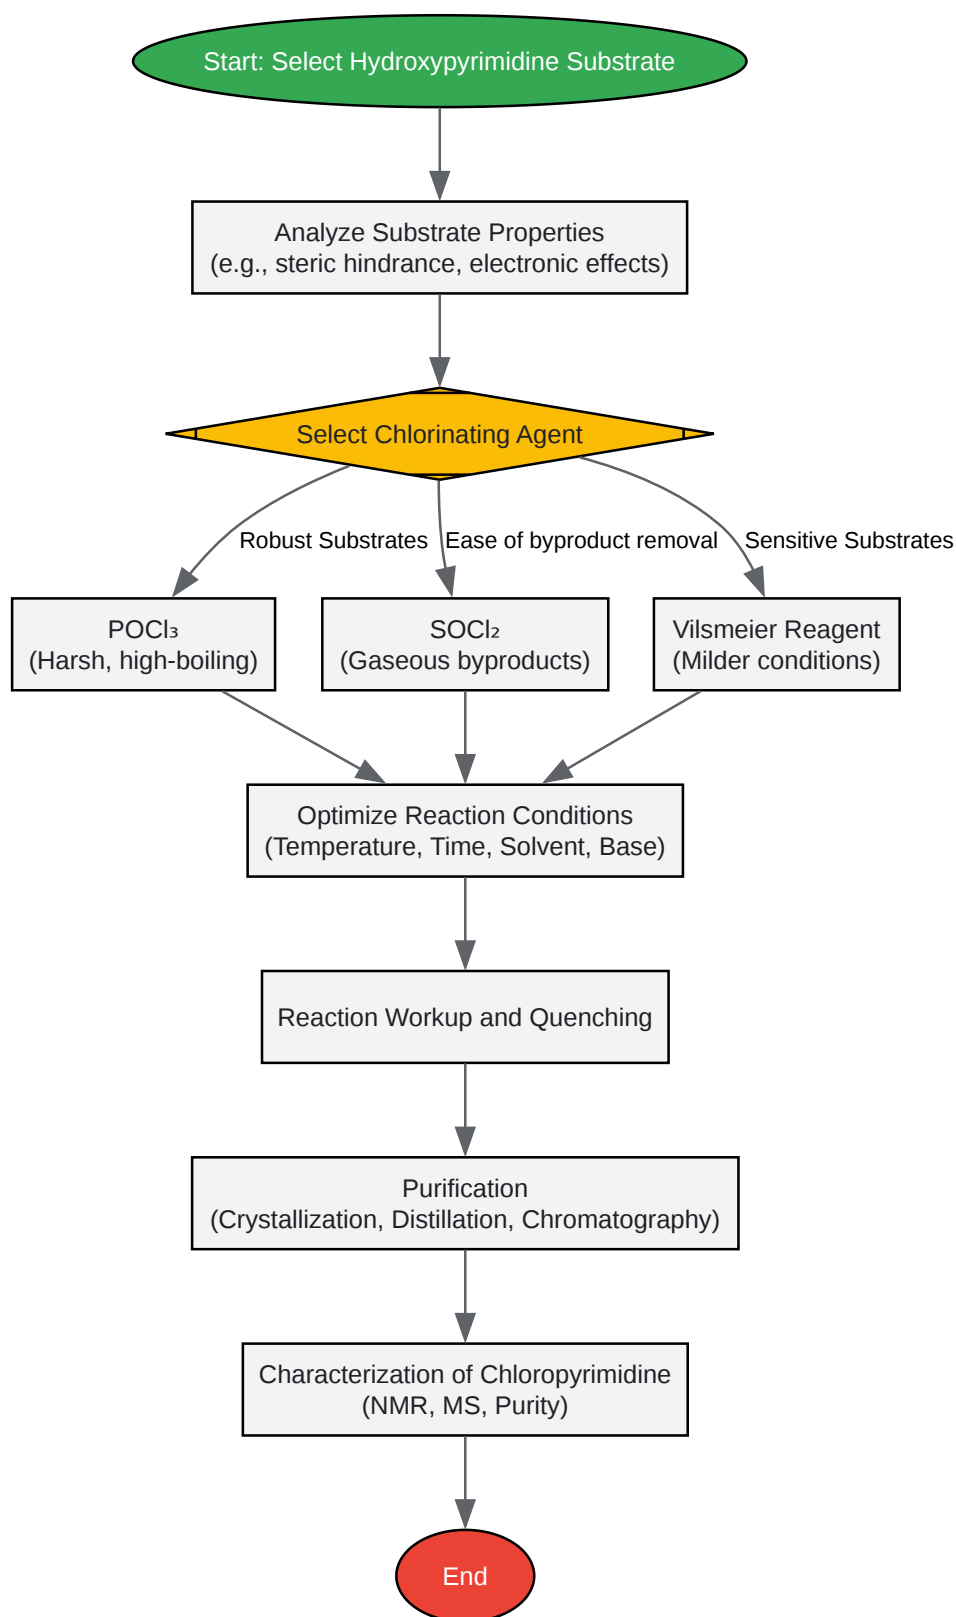 Start: Select Hydroxypyrimidine Substrate
Analyze Substrate Properties
(e.g., steric hindrance, electronic effects)
Select Chlorinating Agent
Robust Substrates
Ease of byproduct removal
Sensitive Substrates
POCl₃
(Harsh, high-boiling)
SOCl₂
(Gaseous byproducts)
Vilsmeier Reagent
(Milder conditions)
Optimize Reaction Conditions
(Temperature, Time, Solvent, Base)
Reaction Workup and Quenching
Purification
(Crystallization, Distillation, Chromatography)
Characterization of Chloropyrimidine
(NMR, MS, Purity)
End